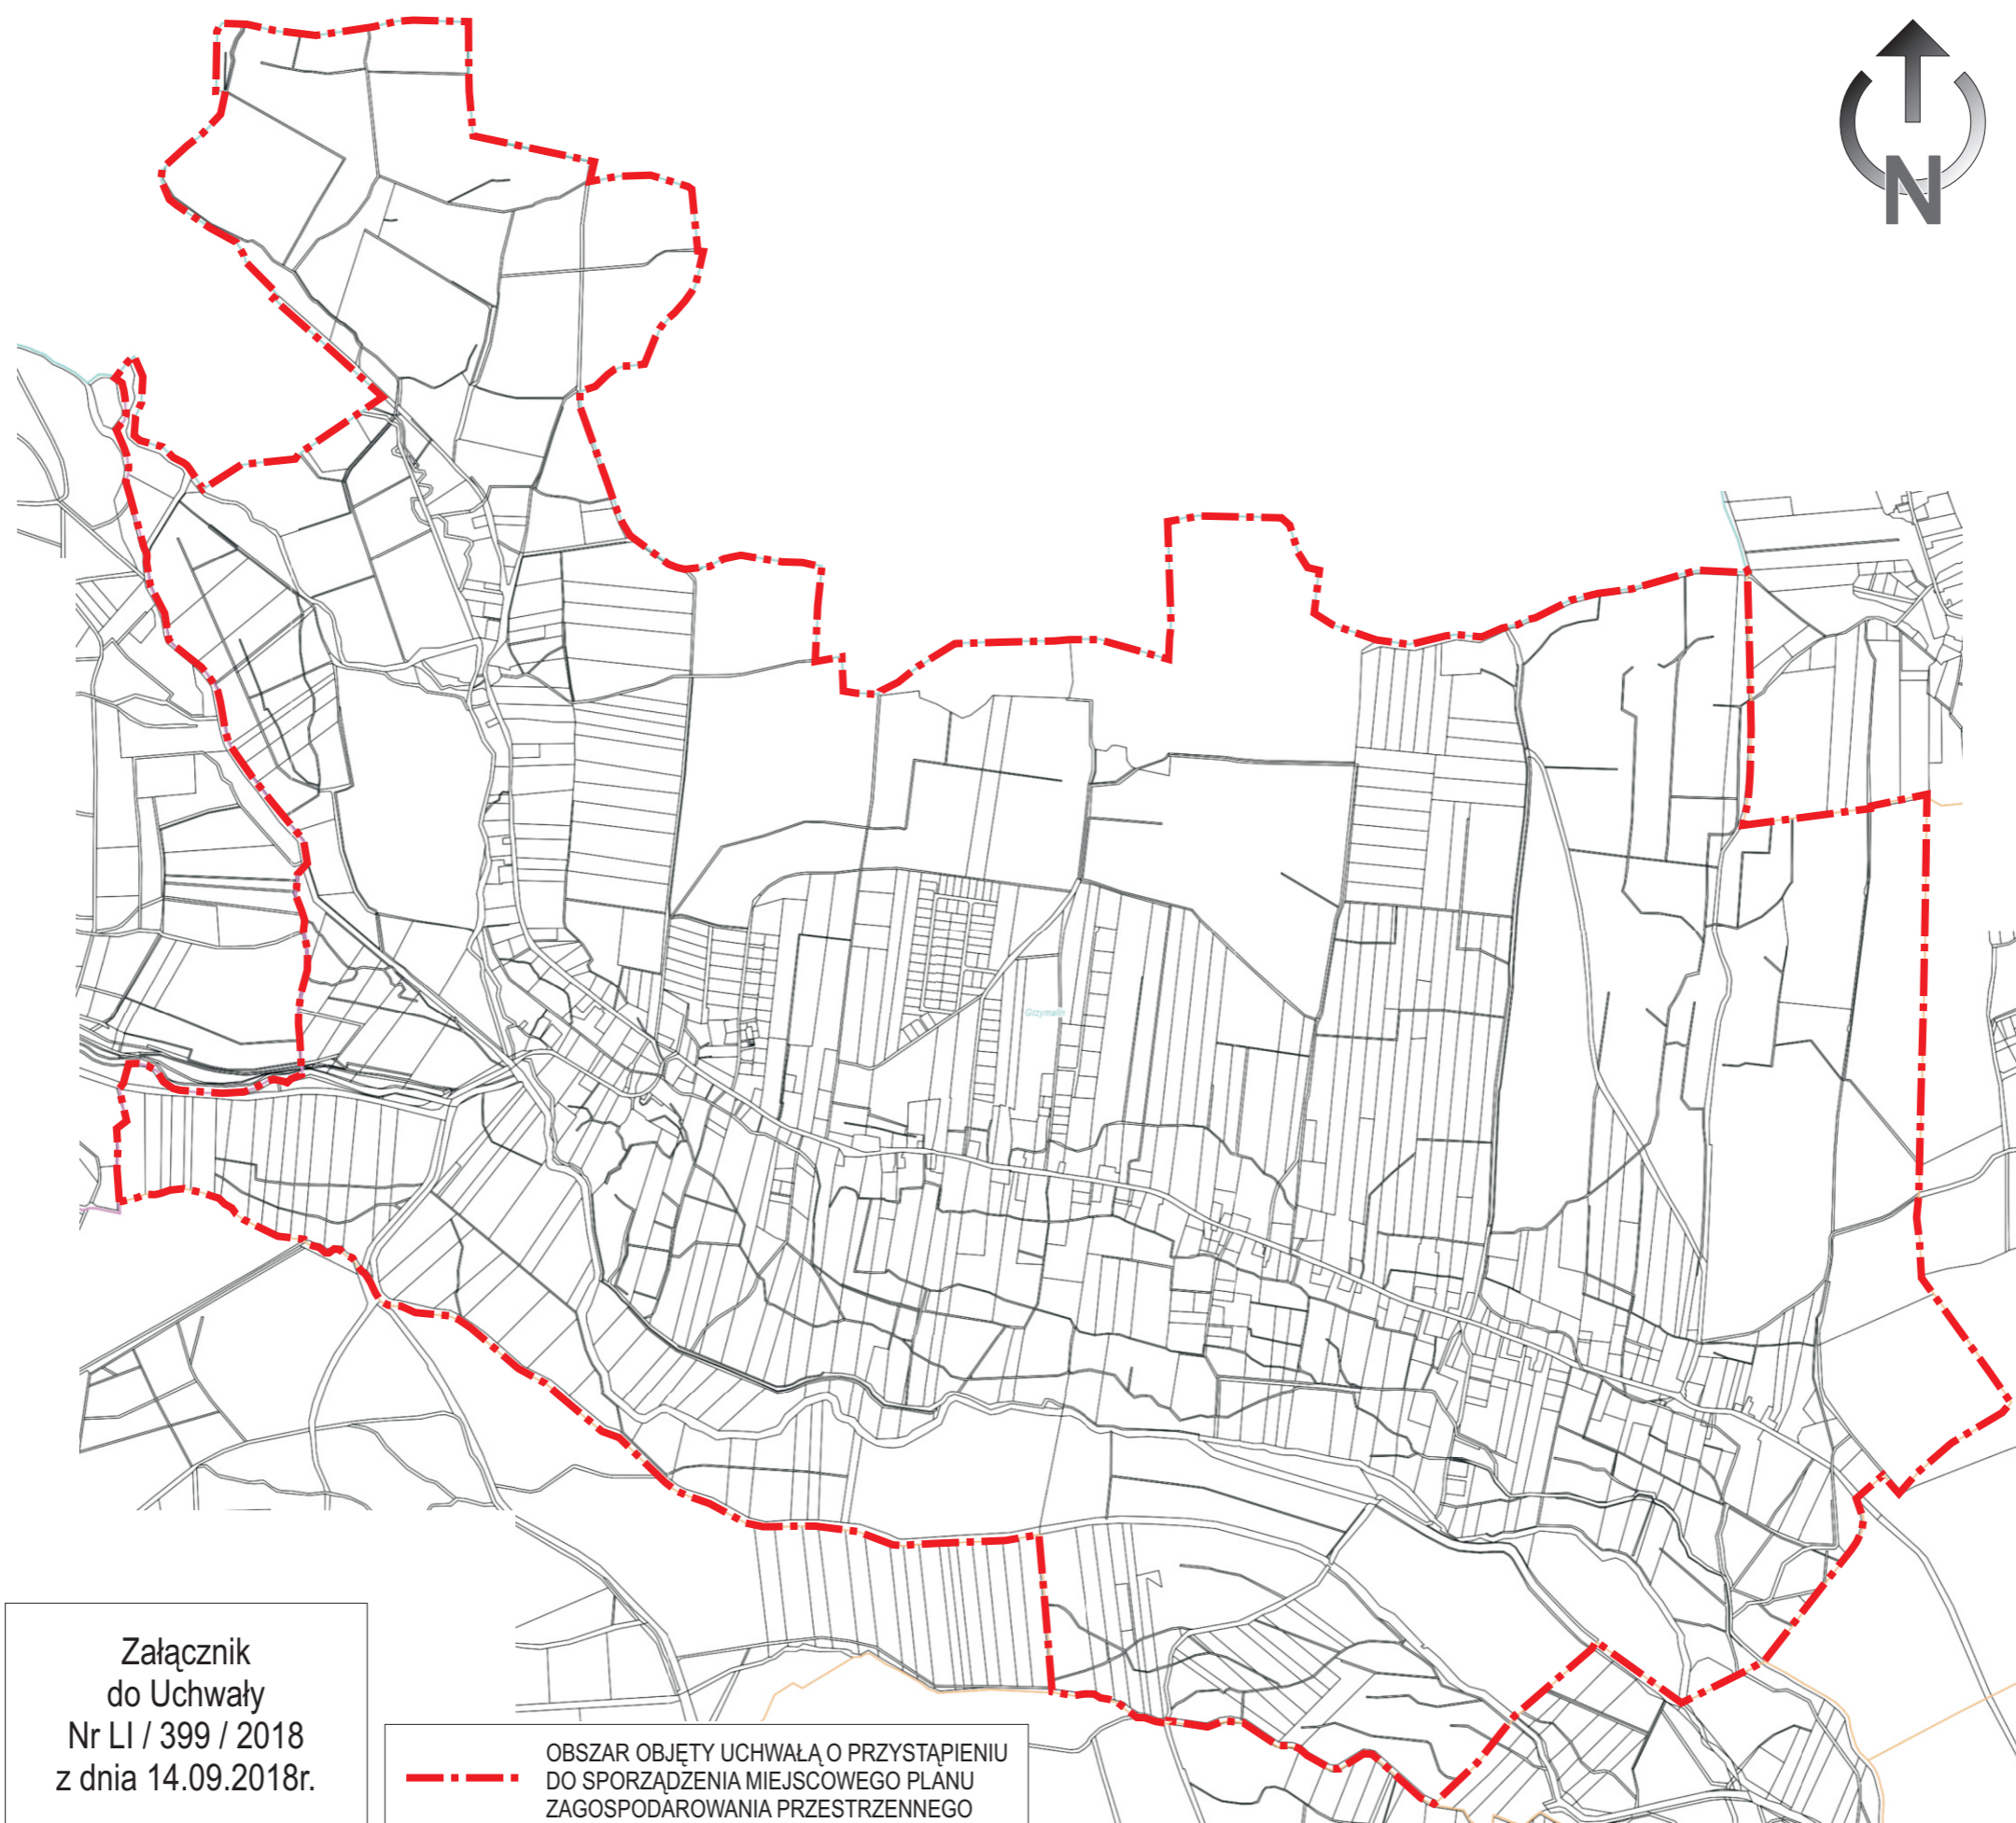 N
Grzymalin
Załącznik
do Uchwały
Nr LI / 399 / 2018
z dnia 14.09.2018r.
OBSZAR OBJĘTY UCHWAŁĄ O PRZYSTĄPIENIU
DO SPORZĄDZENIA MIEJSCOWEGO PLANU
ZAGOSPODAROWANIA PRZESTRZENNEGO